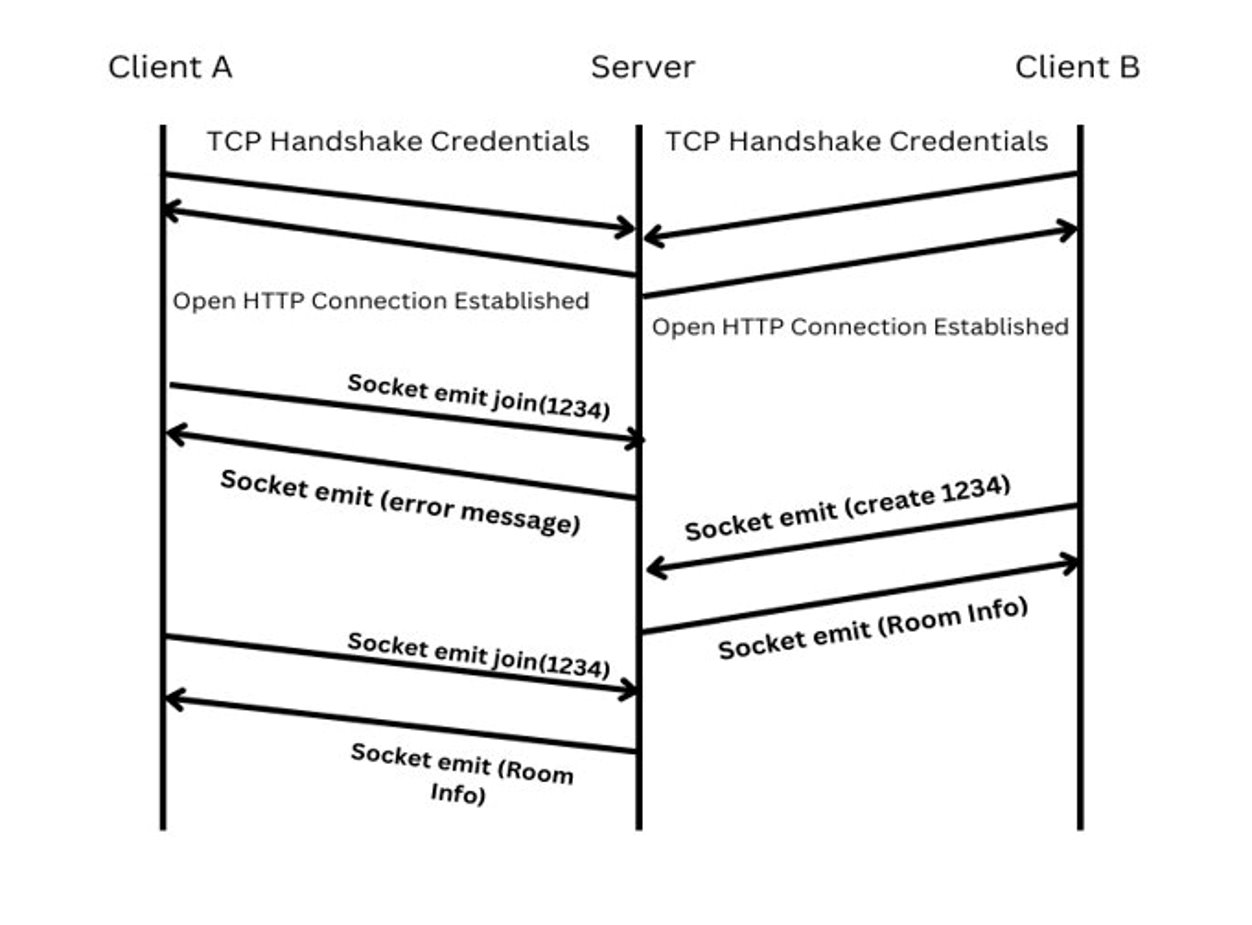 Client A
Server
Client B
TCP Handshake Credentials
TCP Handshake Credentials
Open HTTP Connection Established
Open HTTP Connection Established
Socket emit join(1234)
Socket emit (error message)
Socket emit (create 1234)
Socket emit (Room Info)
Socket emit join(1234)
Socket emit (Room
Info)